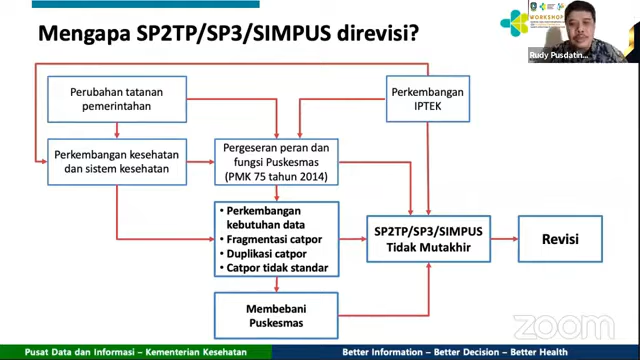 Mengapa SP2TP/SP3/SIMPUS direvisi?
WORKSHOP
Rudy Pusdatin...
Perubahan tatanan
pemerintahan
Perkembangan
IPTEK
Perkembangan kesehatan
dan sistem kesehatan
Pergeseran peran dan
fungsi Puskesmas
(PMK 75 tahun 2014)
• Perkembangan
kebutuhan data
• Fragmentasi catpor
• Duplikasi catpor
• Catpor tidak standar
SP2TP/SP3/SIMPUS
Tidak Mutakhir
Revisi
Membebani
Puskesmas
zoom
Pusat Data dan Informasi – Kementerian Kesehatan
Better Information – Better Decision – Better Health